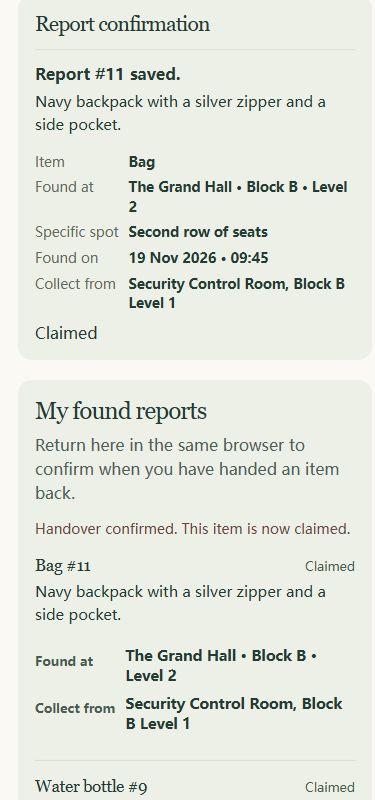 Report confirmation
Report #11 saved.
Navy backpack with a silver zipper and a
side pocket.
Item Bag
Found at The Grand Hall • Block B • Level
2
Specific spot Second row of seats
Found on 19 Nov 2026 • 09:45
Collect from Security Control Room, Block B
Level 1
Claimed
My found reports
Return here in the same browser to
confirm when you have handed an item
back.
Handover confirmed. This item is now claimed.
Bag #11 Claimed
Navy backpack with a silver zipper and a
side pocket.
Found at The Grand Hall • Block B •
Level 2
Collect from Security Control Room, Block
B Level 1
Water bottle #9 Claimed